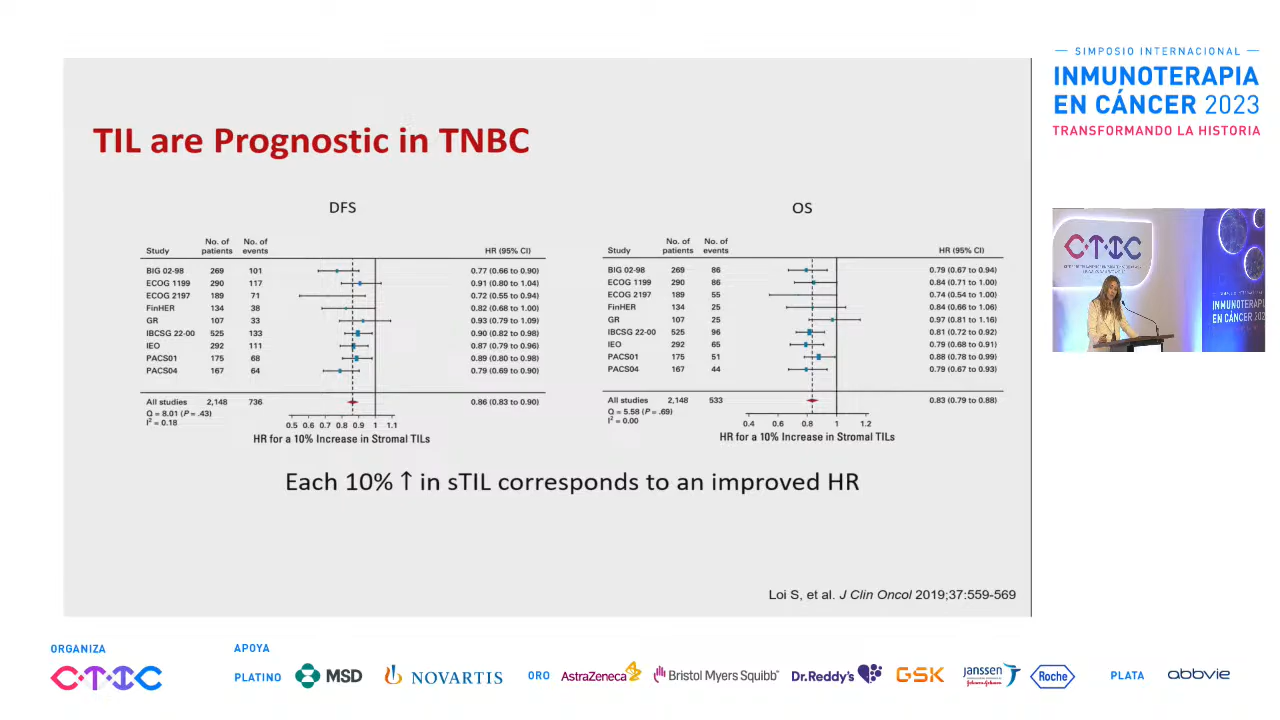 — SIMPOSIO INTERNACIONAL —
INMUNOTERAPIA
EN CÁNCER 2023
TRANSFORMANDO LA HISTORIA
TIL are Prognostic in TNBC
DFS
Study No. of patients No. of events HR (95% CI)
BIG 02-98 269 101 0.77 (0.66 to 0.90)
ECOG 1199 290 117 0.91 (0.80 to 1.04)
ECOG 2197 189 71 0.72 (0.55 to 0.94)
FinHER 134 38 0.82 (0.68 to 1.00)
GR 107 33 0.93 (0.79 to 1.09)
IBCSG 22-00 525 133 0.90 (0.82 to 0.98)
IEO 292 111 0.87 (0.79 to 0.96)
PACS01 175 68 0.89 (0.80 to 0.98)
PACS04 167 64 0.79 (0.69 to 0.90)
All studies 2,148 736 0.86 (0.83 to 0.90)
Q = 8.01 (P = .43)
I² = 0.18
0.5 0.6 0.7 0.8 0.9 1 1.1
HR for a 10% Increase in Stromal TILs
OS
Study No. of patients No. of events HR (95% CI)
BIG 02-98 269 86 0.79 (0.67 to 0.94)
ECOG 1199 290 86 0.84 (0.71 to 1.00)
ECOG 2197 189 55 0.74 (0.54 to 1.00)
FinHER 134 25 0.84 (0.66 to 1.06)
GR 107 25 0.97 (0.81 to 1.16)
IBCSG 22-00 525 96 0.81 (0.72 to 0.92)
IEO 292 65 0.79 (0.68 to 0.91)
PACS01 175 51 0.88 (0.78 to 0.99)
PACS04 167 44 0.79 (0.67 to 0.93)
All studies 2,148 533 0.83 (0.79 to 0.88)
Q = 5.58 (P = .69)
I² = 0.00
0.4 0.6 0.8 1 1.2
HR for a 10% Increase in Stromal TILs
Each 10% ↑ in sTIL corresponds to an improved HR
Loi S, et al. J Clin Oncol 2019;37:559-569
CTIC
INMUNOTERAPIA
EN CÁNCER 202
ORGANIZA
CTIC
APOYA
PLATINO MSD NOVARTIS ORO AstraZeneca Bristol Myers Squibb™ Dr.Reddy's GSK Janssen Johnson&Johnson Roche PLATA abbvie